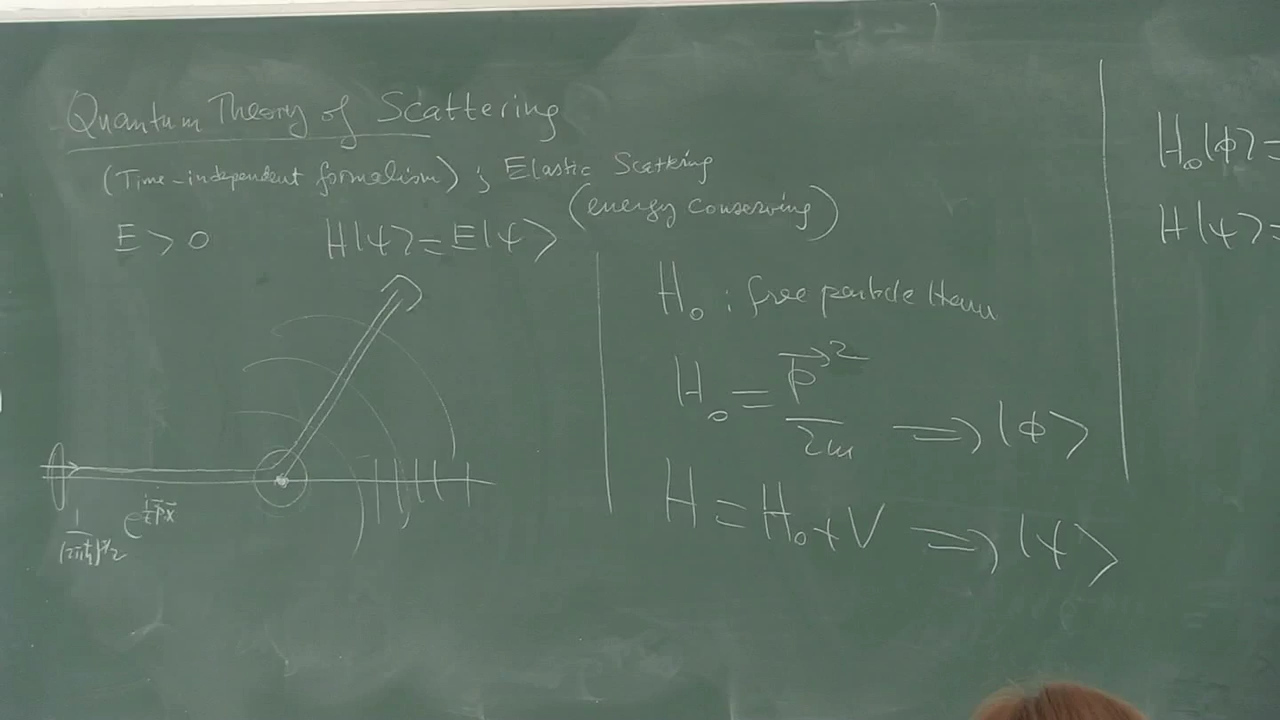 Quantum Theory of Scattering
(Time-independent formalism) ; Elastic Scattering
(energy conserving)
E > 0
H|ψ> = E|ψ>
1/(2πħ)^{3/2} e^{i/ħ p⃗·x⃗}
H₀ : free particle Ham
H₀ = p⃗²/2m ⇒ |φ>
H = H₀ + V ⇒ |ψ>
H₀|φ> =
H|ψ> =